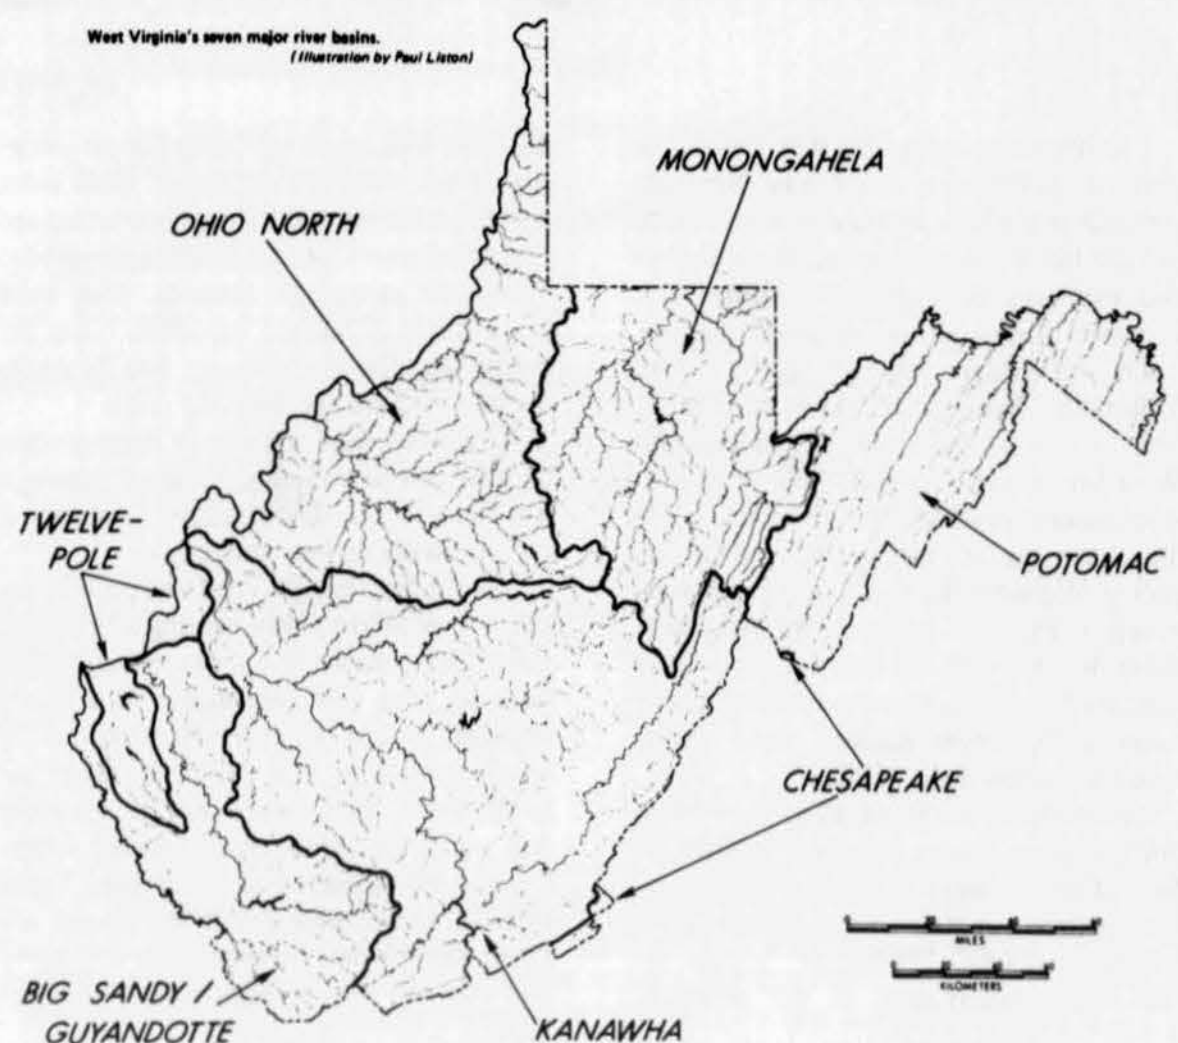 West Virginia's seven major river basins.
(Illustration by Paul Liston)
MONONGAHELA
OHIO NORTH
TWELVE-
POLE
POTOMAC
CHESAPEAKE
MILES
KILOMETERS
BIG SANDY /
GUYANDOTTE
KANAWHA